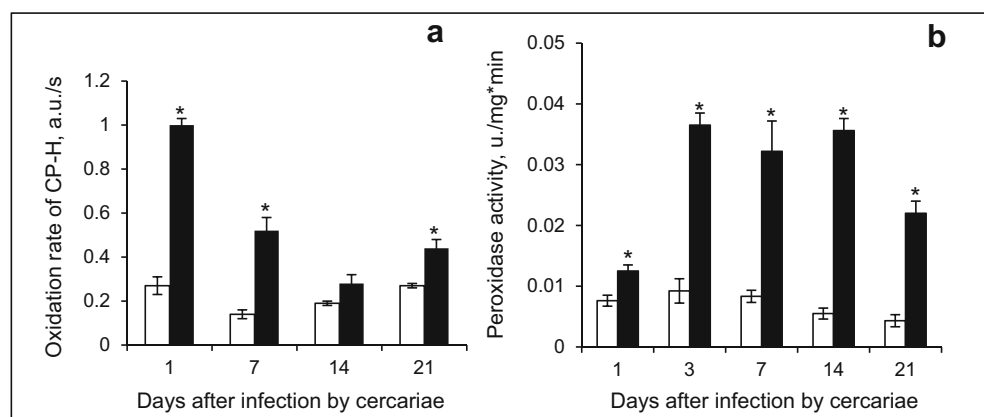 a
Oxidation rate of CP-H, a.u./s
1.2
1
0.8
0.6
0.4
0.2
0
*
*
*
1 7 14 21
Days after infection by cercariae
b
Peroxidase activity, u./mg*min
0.05
0.04
0.03
0.02
0.01
0
*
*
*
*
*
1 3 7 14 21
Days after infection by cercariae